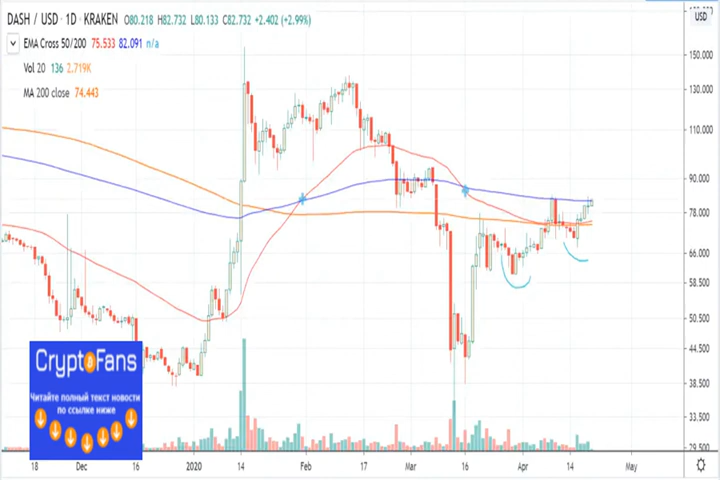 DASH / USD · 1D · KRAKEN O80.218 H82.732 L80.133 C82.732 +2.402 (+2.99%)
USD
EMA Cross 50/200 75.533 82.091 n/a
Vol 20 136 2.719K
MA 200 close 74.443
150.000
130.000
110.000
90.000
78.000
66.000
58.500
50.500
44.500
38.500
33.500
29.500
CryptoFans
Читайте полный текст новости
по ссылке ниже
18 Dec 16 2020 14 Feb 17 Mar 16 Apr 14 May